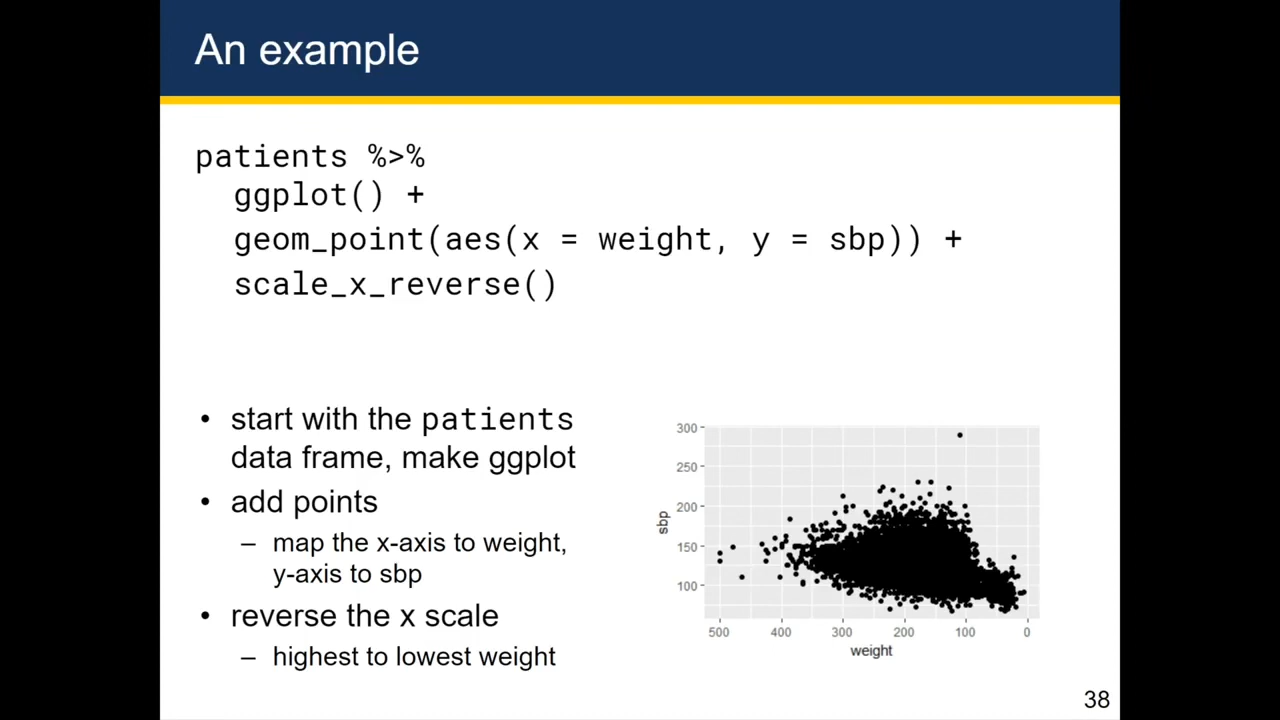 An example
patients %>%
ggplot() +
geom_point(aes(x = weight, y = sbp)) +
scale_x_reverse()
• start with the patients
data frame, make ggplot
• add points
– map the x-axis to weight,
y-axis to sbp
• reverse the x scale
– highest to lowest weight
300
250
200
150
100
sbp
500 400 300 200 100 0
weight
38